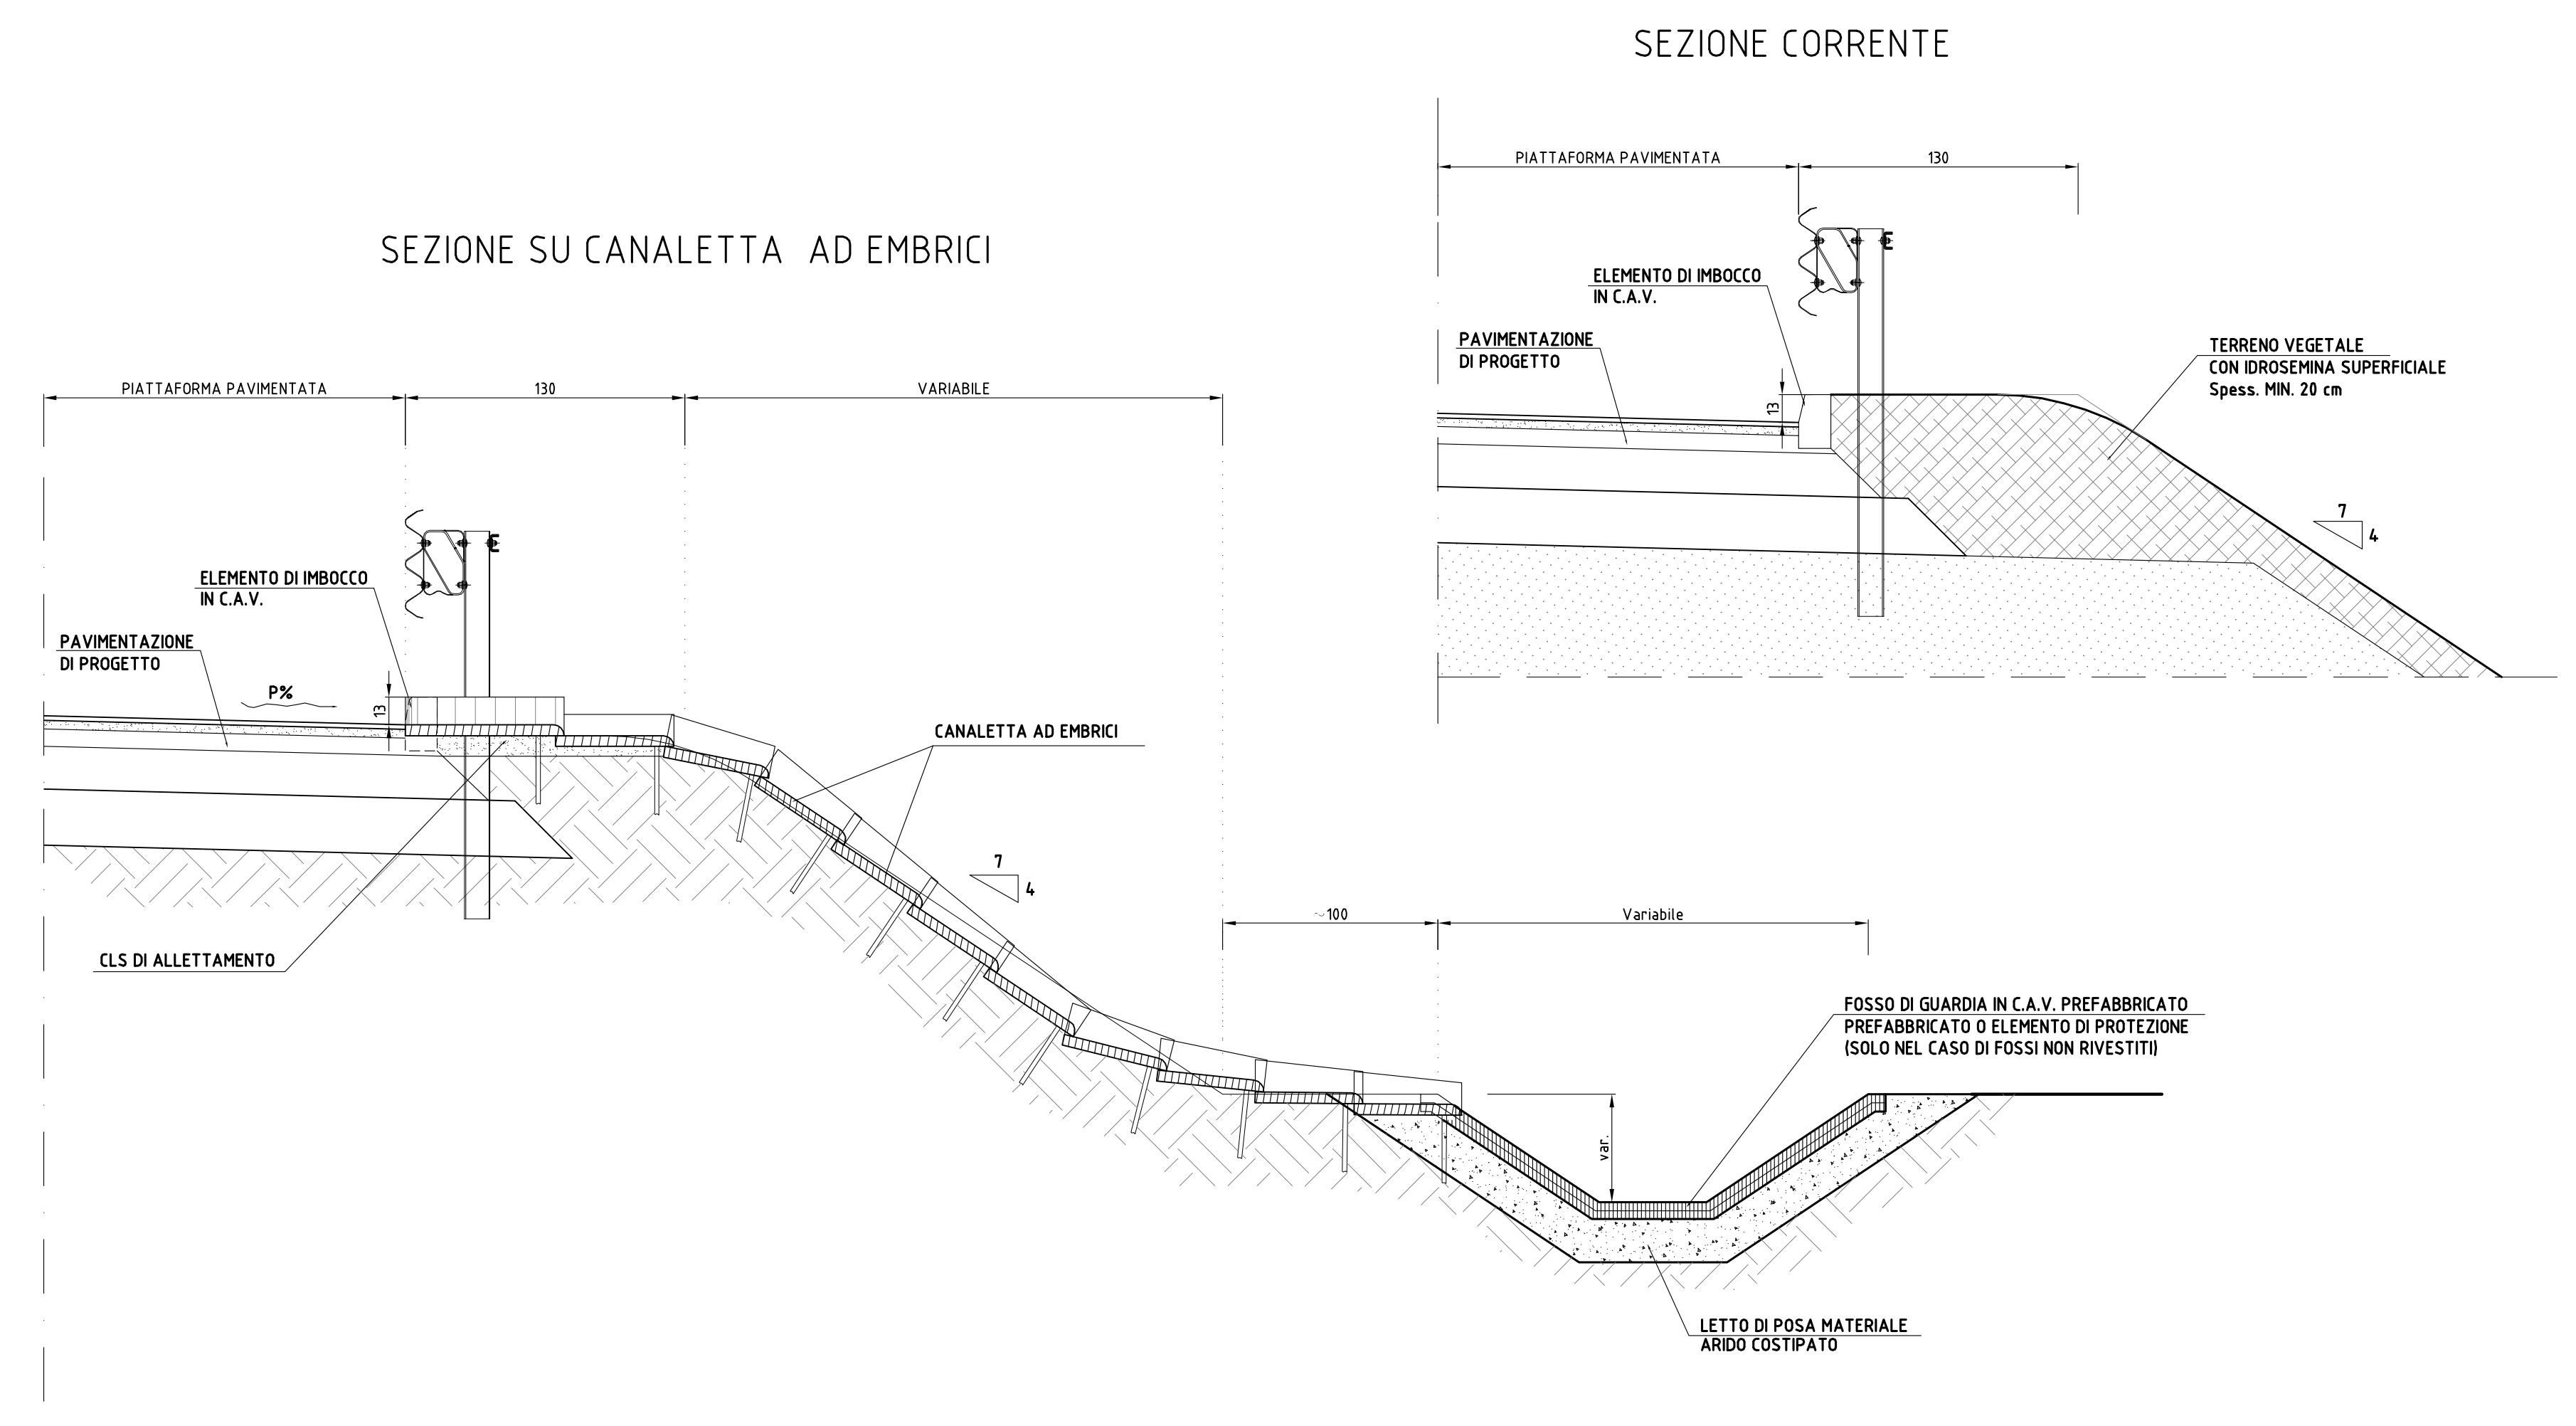 SEZIONE CORRENTE
PIATTAFORMA PAVIMENTATA
130
ELEMENTO DI IMBOCCO
IN C.A.V.
PAVIMENTAZIONE
DI PROGETTO
13
TERRENO VEGETALE
CON IDROSEMINA SUPERFICIALE
Spess. MIN. 20 cm
7
4
SEZIONE SU CANALETTA AD EMBRICI
PIATTAFORMA PAVIMENTATA
130
VARIABILE
ELEMENTO DI IMBOCCO
IN C.A.V.
PAVIMENTAZIONE
DI PROGETTO
P%
13
CANALETTA AD EMBRICI
7
4
CLS DI ALLETTAMENTO
~100
Variabile
FOSSO DI GUARDIA IN C.A.V. PREFABBRICATO
PREFABBRICATO O ELEMENTO DI PROTEZIONE
(SOLO NEL CASO DI FOSSI NON RIVESTITI)
var.
LETTO DI POSA MATERIALE
ARIDO COSTIPATO